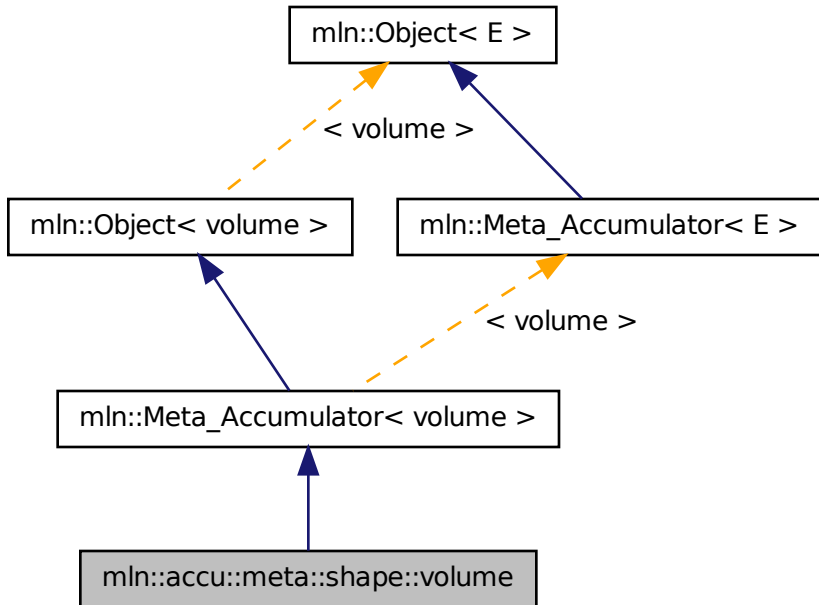 mln::Object< E >
< volume >
mln::Object< volume >
mln::Meta_Accumulator< E >
< volume >
mln::Meta_Accumulator< volume >
mln::accu::meta::shape::volume